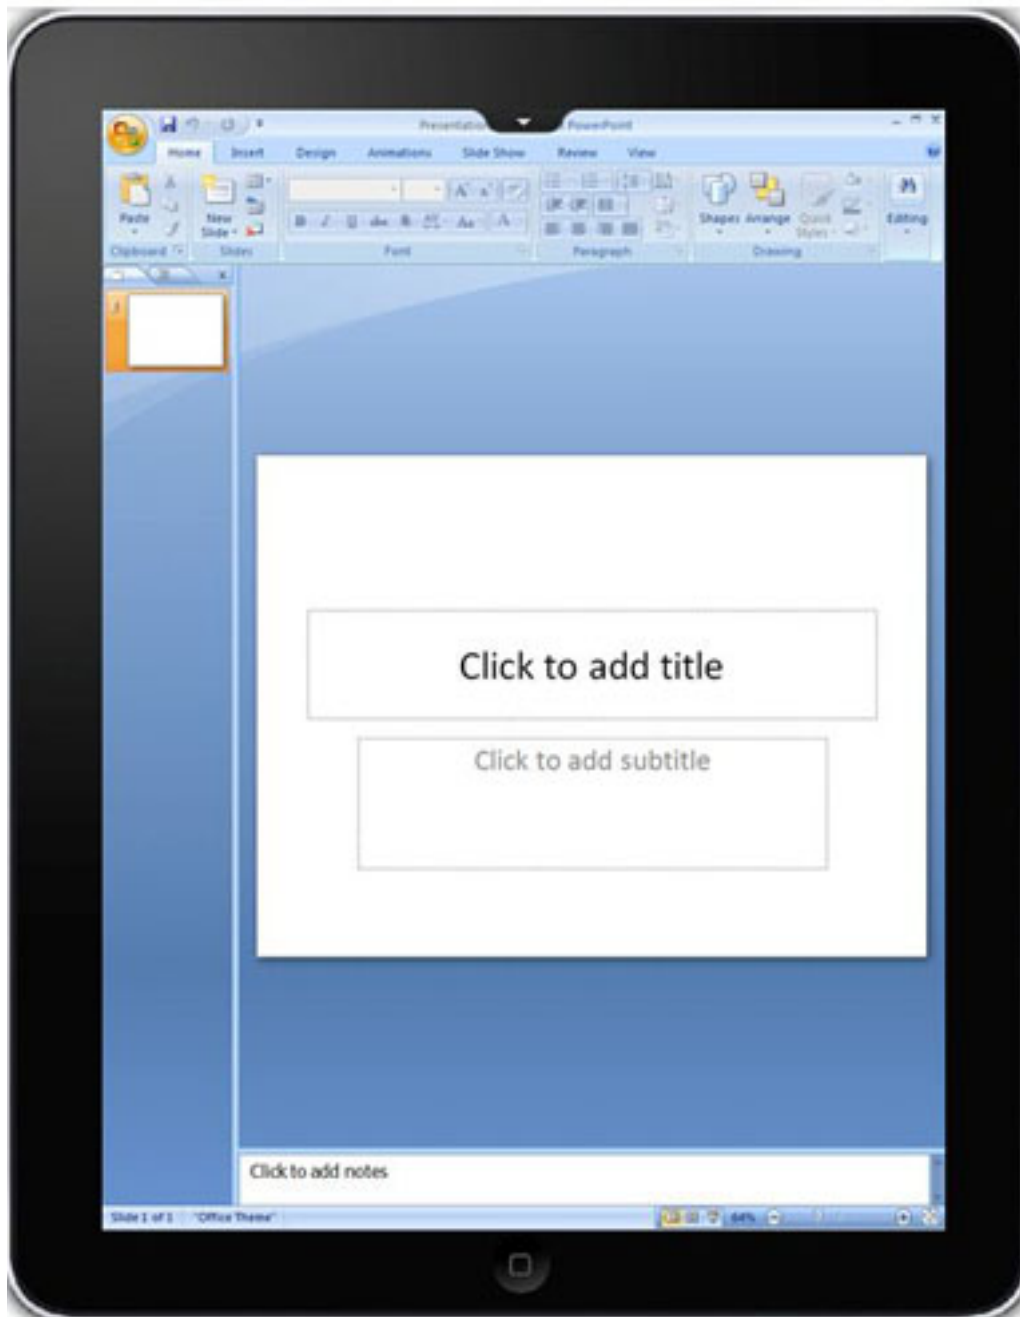 Presentation PowerPoint
Home Insert Design Animations Slide Show Review View
Paste New Slide Shapes Arrange Quick Styles Editing
Clipboard Slides Font Paragraph Drawing
Click to add title
Click to add subtitle
Click to add notes
Slide 1 of 1 "Office Theme" 64%